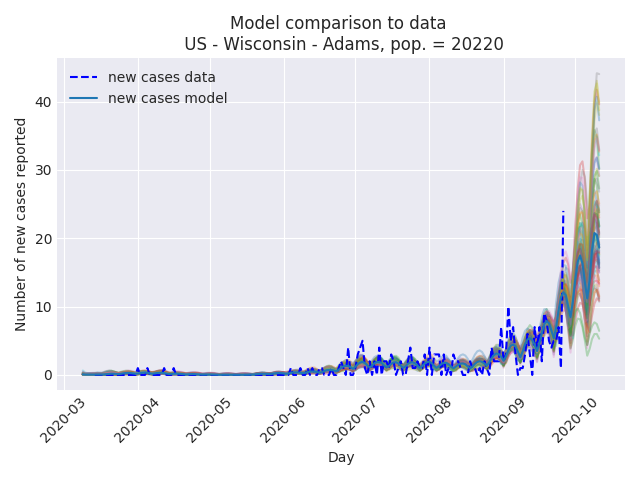 Model comparison to data
US - Wisconsin - Adams, pop. = 20220
new cases data
new cases model
Number of new cases reported
40
30
20
10
0
2020-03
2020-04
2020-05
2020-06
2020-07
2020-08
2020-09
2020-10
Day